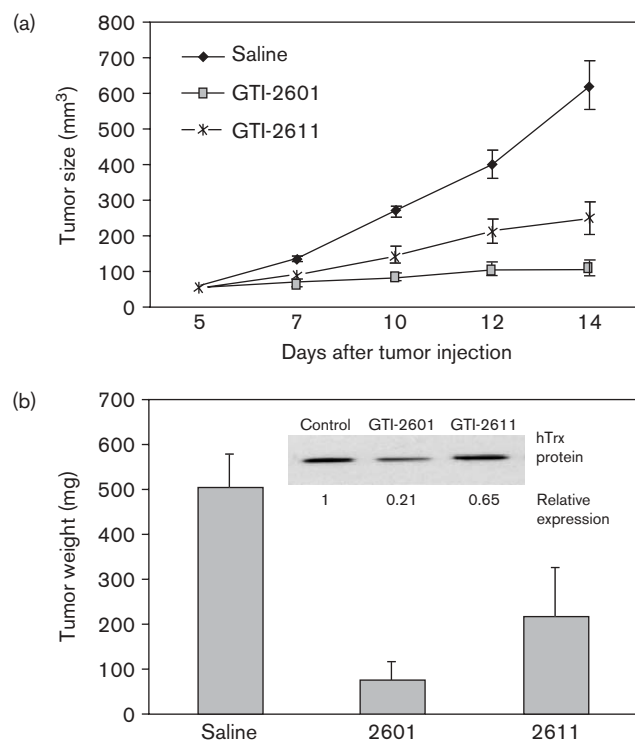 (a)
800
700
600
500
400
300
200
100
0
Tumor size (mm³)
Saline
GTI-2601
GTI-2611
5 7 10 12 14
Days after tumor injection
(b)
700
600
500
400
300
200
100
0
Tumor weight (mg)
Control GTI-2601 GTI-2611
hTrx
protein
1 0.21 0.65 Relative
expression
Saline 2601 2611